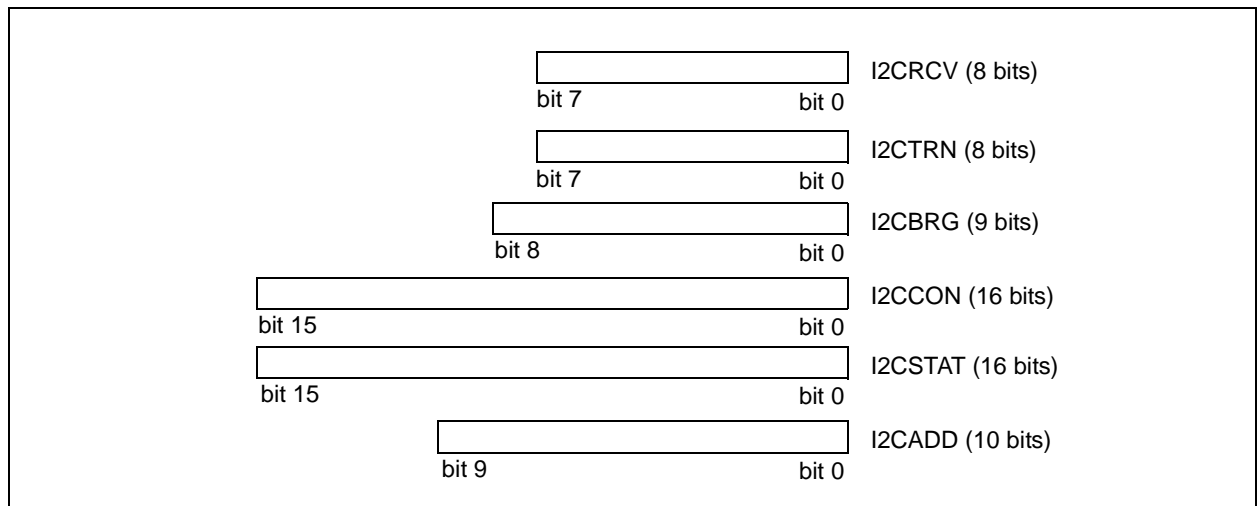 I2CRCV (8 bits)
bit 7 bit 0
I2CTRN (8 bits)
bit 7 bit 0
I2CBRG (9 bits)
bit 8 bit 0
I2CCON (16 bits)
bit 15 bit 0
I2CSTAT (16 bits)
bit 15 bit 0
I2CADD (10 bits)
bit 9 bit 0